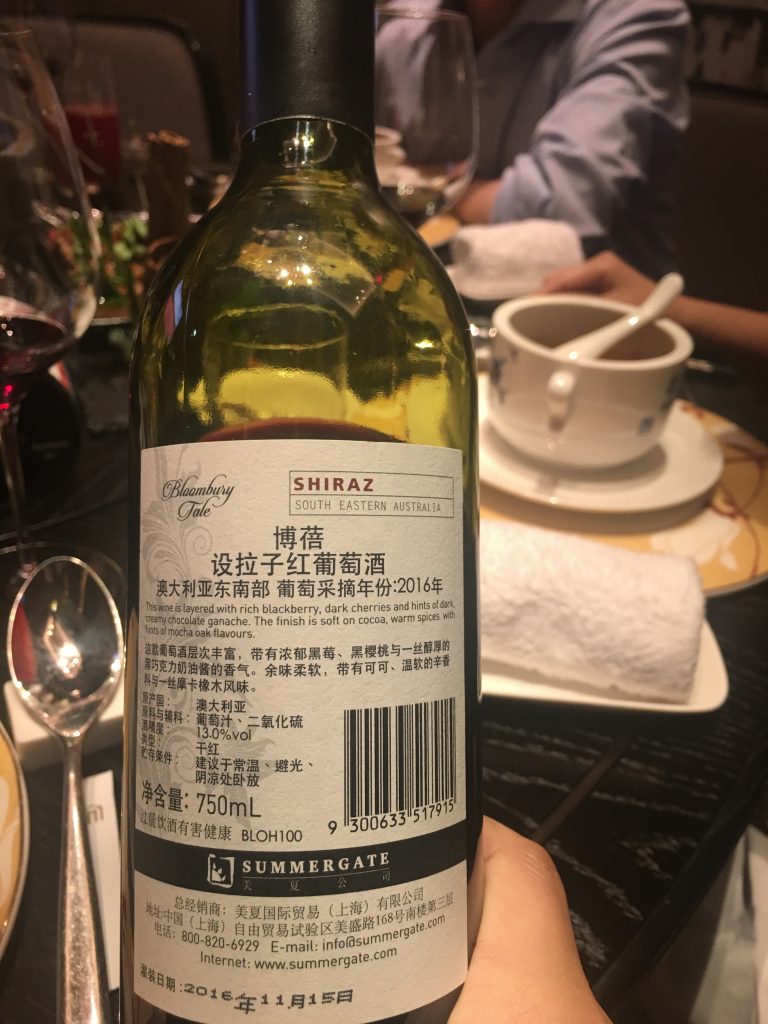 Bloombury
Tale
SHIRAZ
SOUTH EASTERN AUSTRALIA
博蓓
设拉子红葡萄酒
澳大利亚东南部 葡萄采摘年份:2016年
This wine is layered with rich blackberry, dark cherries and hints of dark,
creamy chocolate ganache. The finish is soft on cocoa, warm spices with
hints of mocha oak flavours.
这款葡萄酒层次丰富，带有浓郁黑莓、黑樱桃与一丝醇厚的
黑巧克力奶油酱的香气。余味柔软，带有可可、温软的辛香
料与一丝摩卡橡木风味。
原产国： 澳大利亚
原料与辅料：葡萄汁、二氧化硫
酒精度： 13.0%vol
类型： 干红
贮存条件： 建议于常温、避光、
阴凉处卧放
净含量: 750mL
过量饮酒有害健康 BLOH100
9 300633 517915
SUMMERGATE
美夏公司
总经销商：美夏国际贸易（上海）有限公司
地址:中国（上海）自由贸易试验区美盛路168号南楼第三层
电话：800-820-6929 E-mail: info@summergate.com
Internet: www.summergate.com
灌装日期:2016年11月15日